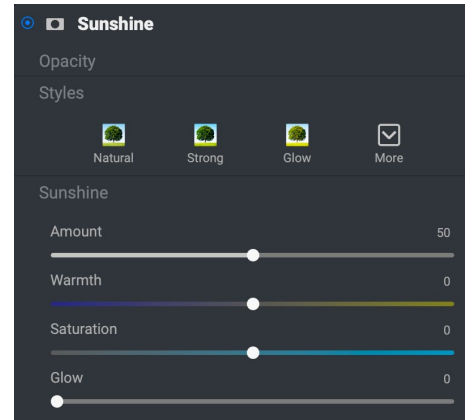 Sunshine
Opacity
Styles
Natural Strong Glow More
Sunshine
Amount 50
Warmth 0
Saturation 0
Glow 0